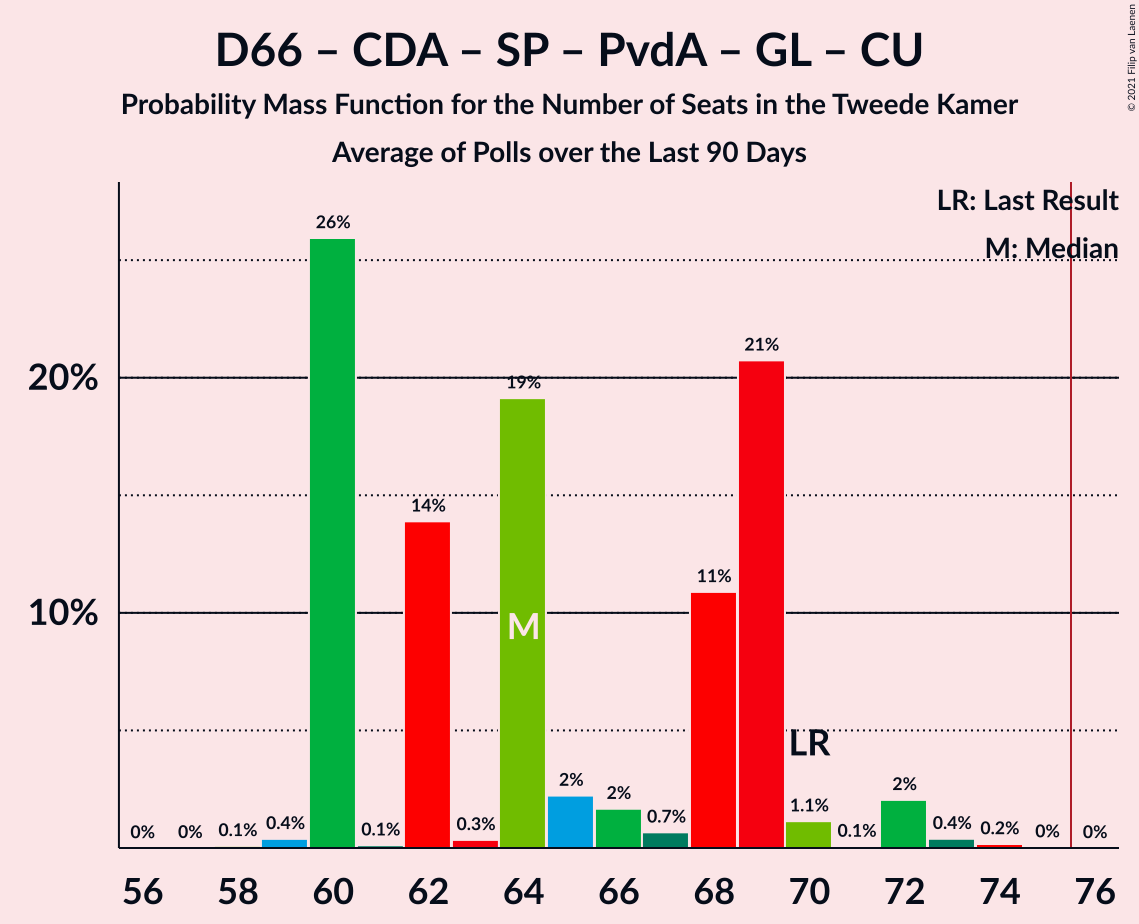 D66 – CDA – SP – PvdA – GL – CU
Probability Mass Function for the Number of Seats in the Tweede Kamer
Average of Polls over the Last 90 Days
© 2021 Filip van Laenen
LR: Last Result
M: Median
20%
10%
0%
0%
0.1%
0.4%
26%
0.1%
14%
0.3%
19%
2%
2%
0.7%
11%
21%
1.1%
0.1%
2%
0.4%
0.2%
0%
0%
M
LR
56 58 60 62 64 66 68 70 72 74 76